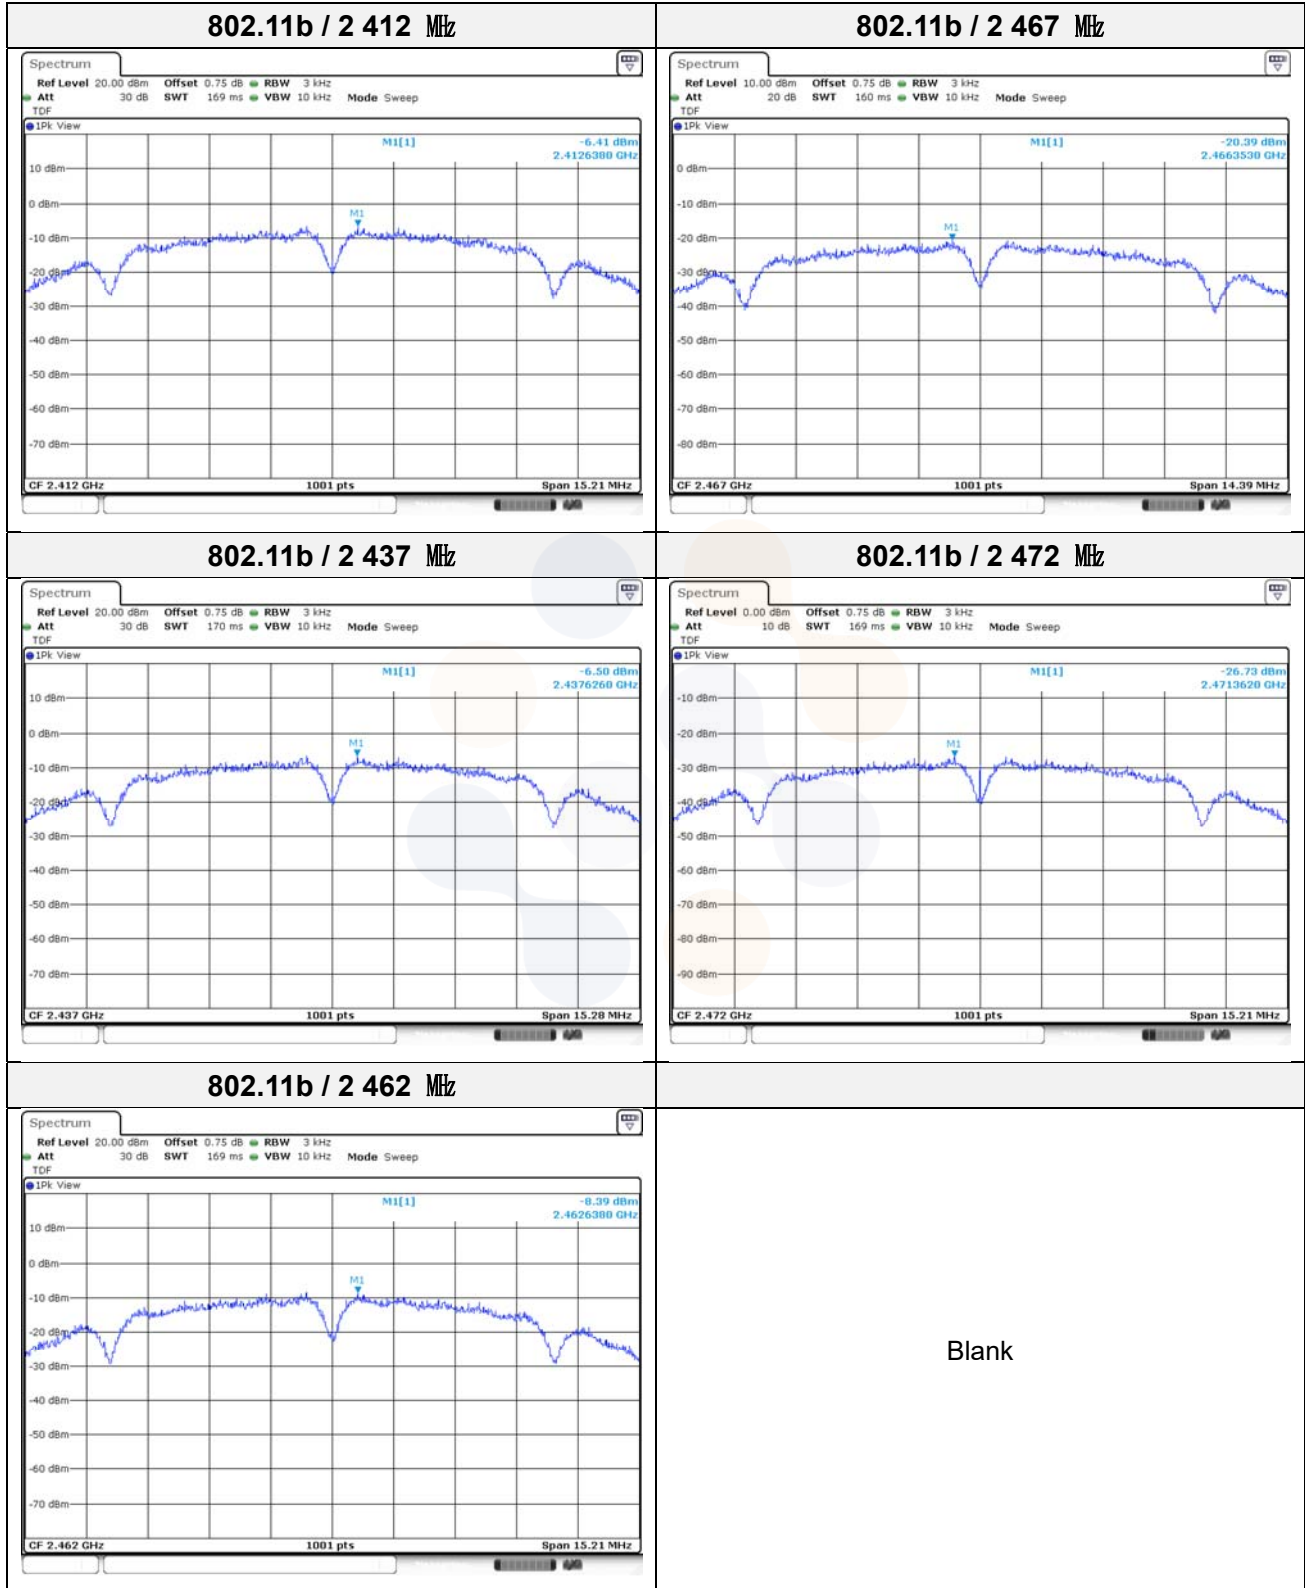 802.11b / 2 412 ㎒
802.11b / 2 467 ㎒
Spectrum
Ref Level 20.00 dBm Offset 0.75 dB RBW 3 kHz
Att 30 dB SWT 169 ms VBW 10 kHz Mode Sweep
TDF
1Pk View
M1[1] -6.41 dBm
2.4126380 GHz
10 dBm
0 dBm
M1
-10 dBm
-20 dBm
-30 dBm
-40 dBm
-50 dBm
-60 dBm
-70 dBm
CF 2.412 GHz 1001 pts Span 15.21 MHz
Spectrum
Ref Level 10.00 dBm Offset 0.75 dB RBW 3 kHz
Att 20 dB SWT 160 ms VBW 10 kHz Mode Sweep
TDF
1Pk View
M1[1] -20.39 dBm
2.4663530 GHz
0 dBm
-10 dBm
M1
-20 dBm
-30 dBm
-40 dBm
-50 dBm
-60 dBm
-70 dBm
-80 dBm
CF 2.467 GHz 1001 pts Span 14.39 MHz
802.11b / 2 437 ㎒
802.11b / 2 472 ㎒
Spectrum
Ref Level 20.00 dBm Offset 0.75 dB RBW 3 kHz
Att 30 dB SWT 170 ms VBW 10 kHz Mode Sweep
TDF
1Pk View
M1[1] -6.50 dBm
2.4376260 GHz
10 dBm
0 dBm
M1
-10 dBm
-20 dBm
-30 dBm
-40 dBm
-50 dBm
-60 dBm
-70 dBm
CF 2.437 GHz 1001 pts Span 15.28 MHz
Spectrum
Ref Level 0.00 dBm Offset 0.75 dB RBW 3 kHz
Att 10 dB SWT 169 ms VBW 10 kHz Mode Sweep
TDF
1Pk View
M1[1] -26.73 dBm
2.4713620 GHz
-10 dBm
-20 dBm
M1
-30 dBm
-40 dBm
-50 dBm
-60 dBm
-70 dBm
-80 dBm
-90 dBm
CF 2.472 GHz 1001 pts Span 15.21 MHz
802.11b / 2 462 ㎒
Spectrum
Ref Level 20.00 dBm Offset 0.75 dB RBW 3 kHz
Att 30 dB SWT 169 ms VBW 10 kHz Mode Sweep
TDF
1Pk View
M1[1] -8.39 dBm
2.4626380 GHz
10 dBm
0 dBm
M1
-10 dBm
-20 dBm
-30 dBm
-40 dBm
-50 dBm
-60 dBm
-70 dBm
CF 2.462 GHz 1001 pts Span 15.21 MHz
Blank